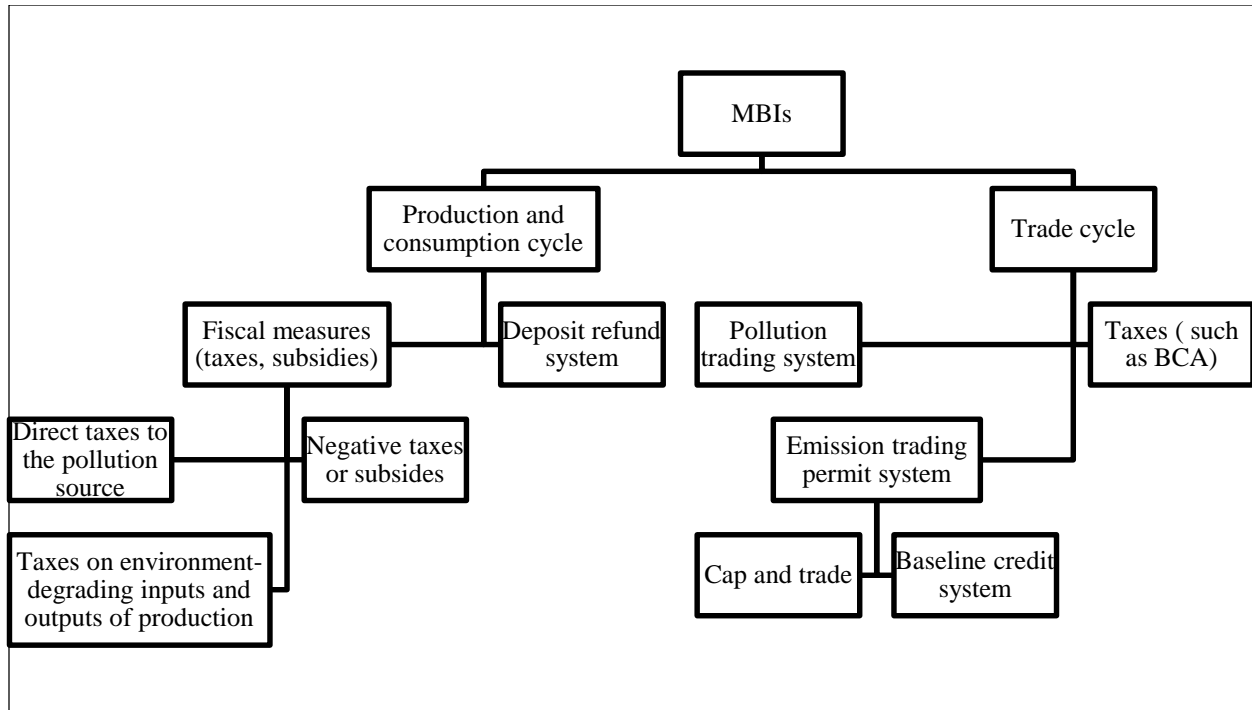 MBIs
Production and
consumption cycle
Trade cycle
Fiscal measures
(taxes, subsidies)
Deposit refund
system
Pollution
trading system
Taxes ( such
as BCA)
Direct taxes to
the pollution
source
Negative taxes
or subsides
Emission trading
permit system
Taxes on environment-
degrading inputs and
outputs of production
Cap and trade
Baseline credit
system